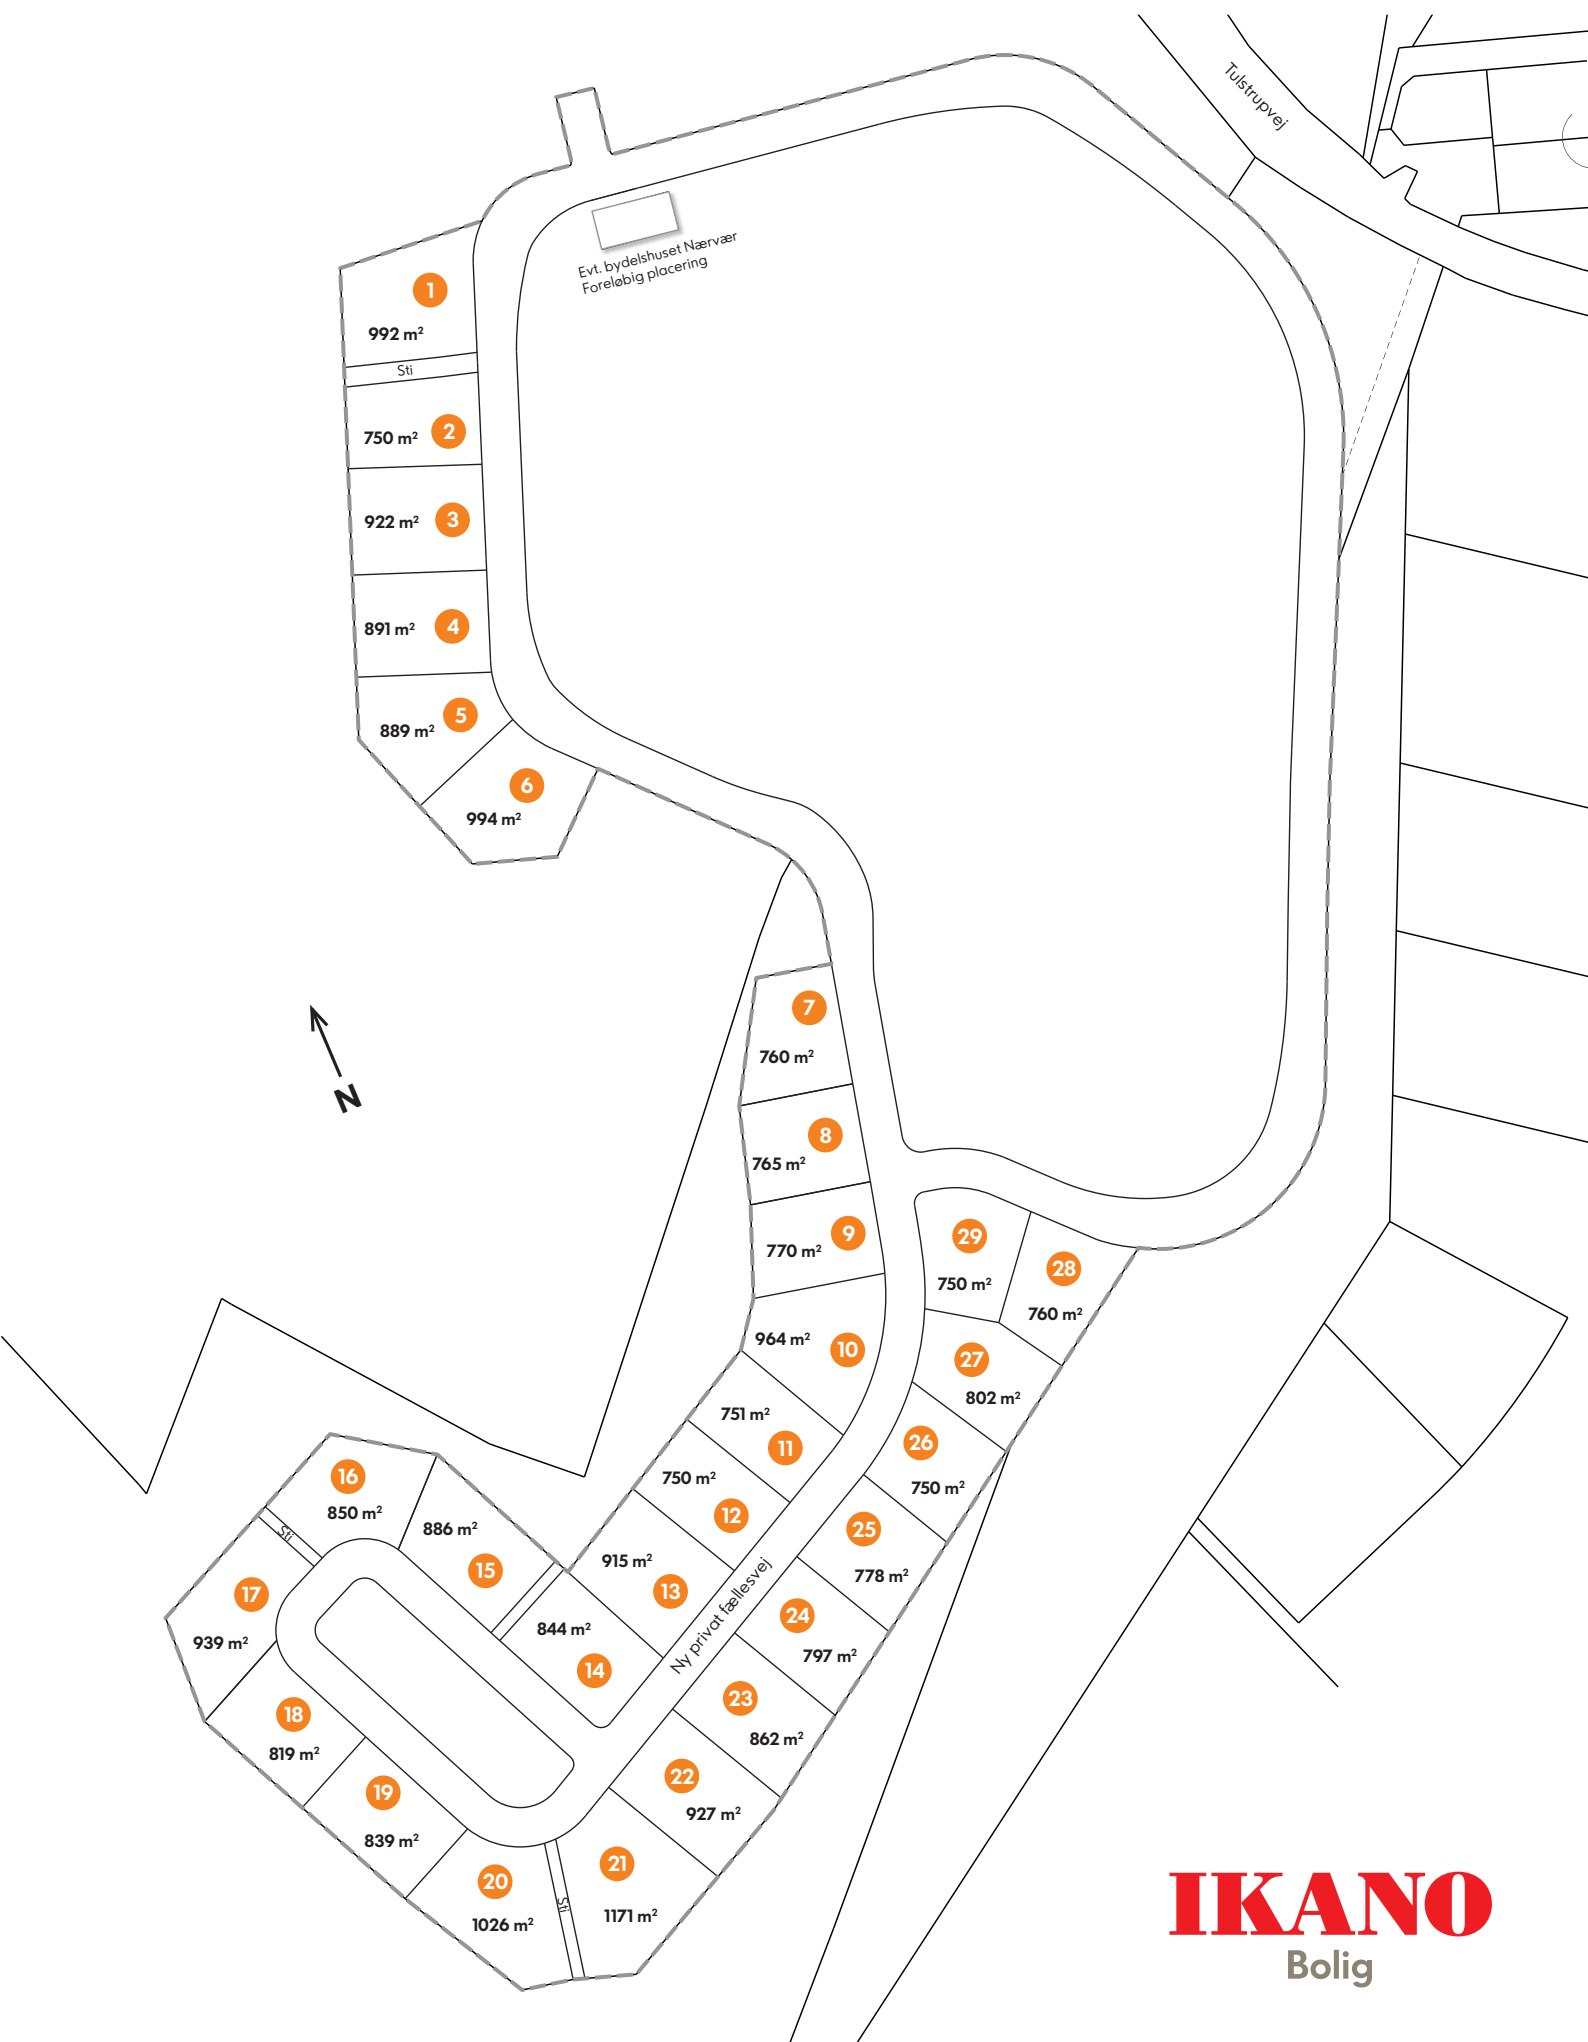 Tulstrupvej
Evt. bydelshuset Nærvær
Foreløbig placering
1
992 m²
Sti
2
750 m²
3
922 m²
4
891 m²
5
889 m²
6
994 m²
N
7
760 m²
8
765 m²
9
770 m²
10
964 m²
11
751 m²
12
750 m²
13
915 m²
14
844 m²
15
886 m²
16
850 m²
Sti
17
939 m²
18
819 m²
19
839 m²
20
1026 m²
Sti
21
1171 m²
22
927 m²
23
862 m²
24
797 m²
25
778 m²
26
750 m²
27
802 m²
28
760 m²
29
750 m²
Ny privat fællesvej
IKANO
Bolig